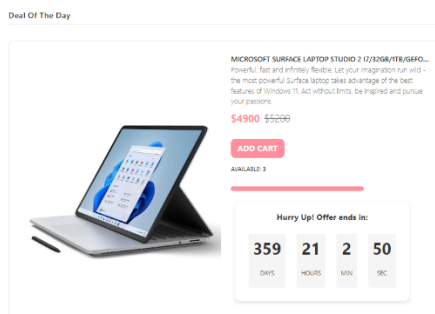 Deal Of The Day
MICROSOFT SURFACE LAPTOP STUDIO 2 I7/32GB/1TB/GEFO...
Powerful, fast and infinitely flexible. Let your imagination run wild -
the most powerful Surface laptop takes advantage of the best
features of Windows 11. Act without limits, be inspired and pursue
your passions.
$4900 $5200
ADD CART
AVAILABLE: 3
Hurry Up! Offer ends in:
359 21 2 50
DAYS HOURS MIN SEC